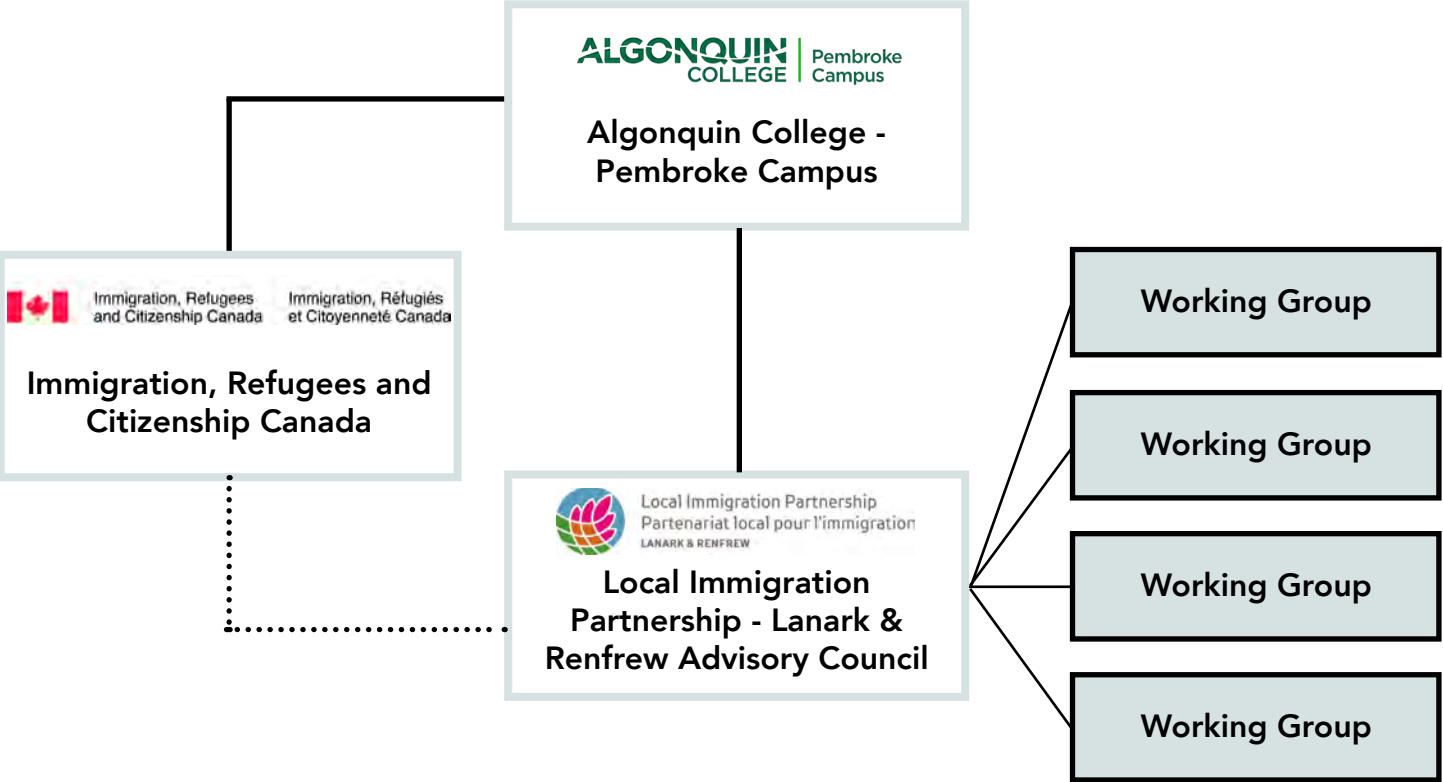 ALGONQUIN
COLLEGE
Pembroke
Campus
Algonquin College -
Pembroke Campus
Immigration, Refugees
and Citizenship Canada
Immigration, Réfugiés
et Citoyenneté Canada
Immigration, Refugees and
Citizenship Canada
Local Immigration Partnership
Partenariat local pour l'immigration
LANARK & RENFREW
Local Immigration
Partnership - Lanark &
Renfrew Advisory Council
Working Group
Working Group
Working Group
Working Group